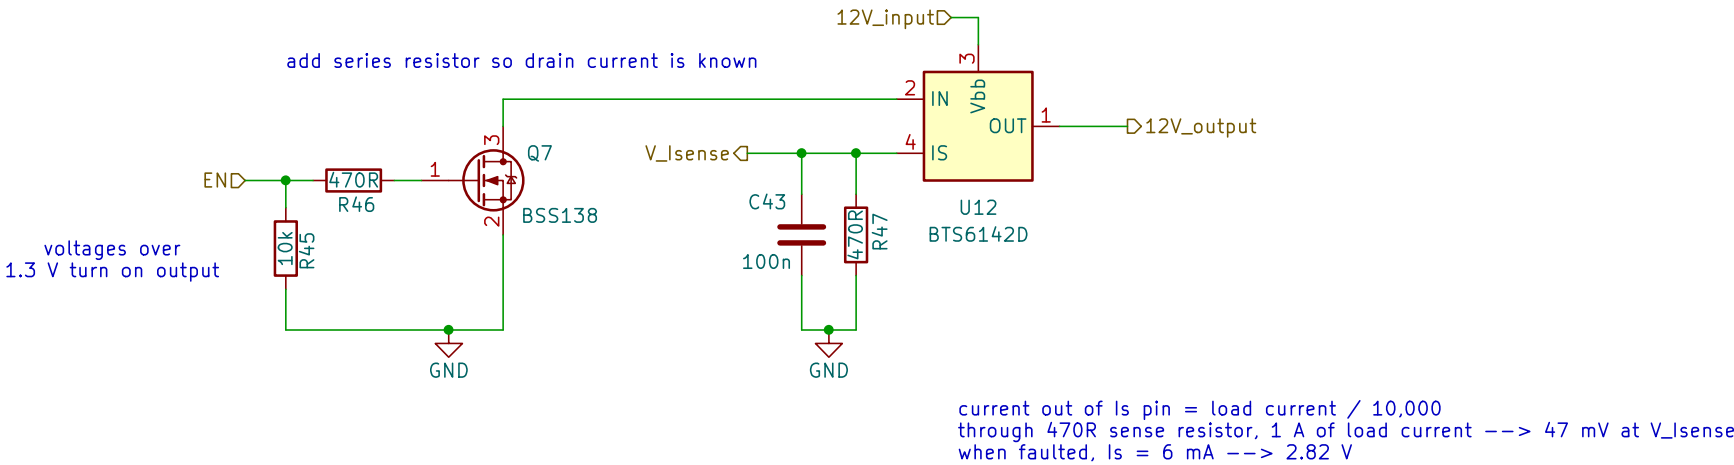 12V_input
add series resistor so drain current is known
3
2
IN
Vbb
OUT
1
12V_output
3
Q7
V_Isense
4
IS
EN
470R
1
R46
2
BSS138
C43
470R
R47
U12
BTS6142D
10k
R45
voltages over
1.3 V turn on output
100n
GND
GND
current out of Is pin = load current / 10,000
through 470R sense resistor, 1 A of load current --> 47 mV at V_Isense
when faulted, Is = 6 mA --> 2.82 V